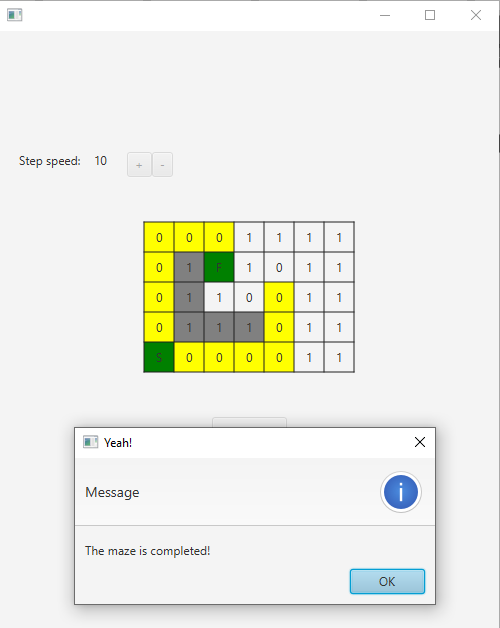 Step speed: 10 + -
0 0 0 1 1 1 1
0 1 F 1 0 1 1
0 1 1 0 0 1 1
0 1 1 1 0 1 1
S 0 0 0 0 1 1
Yeah!
Message
i
The maze is completed!
OK